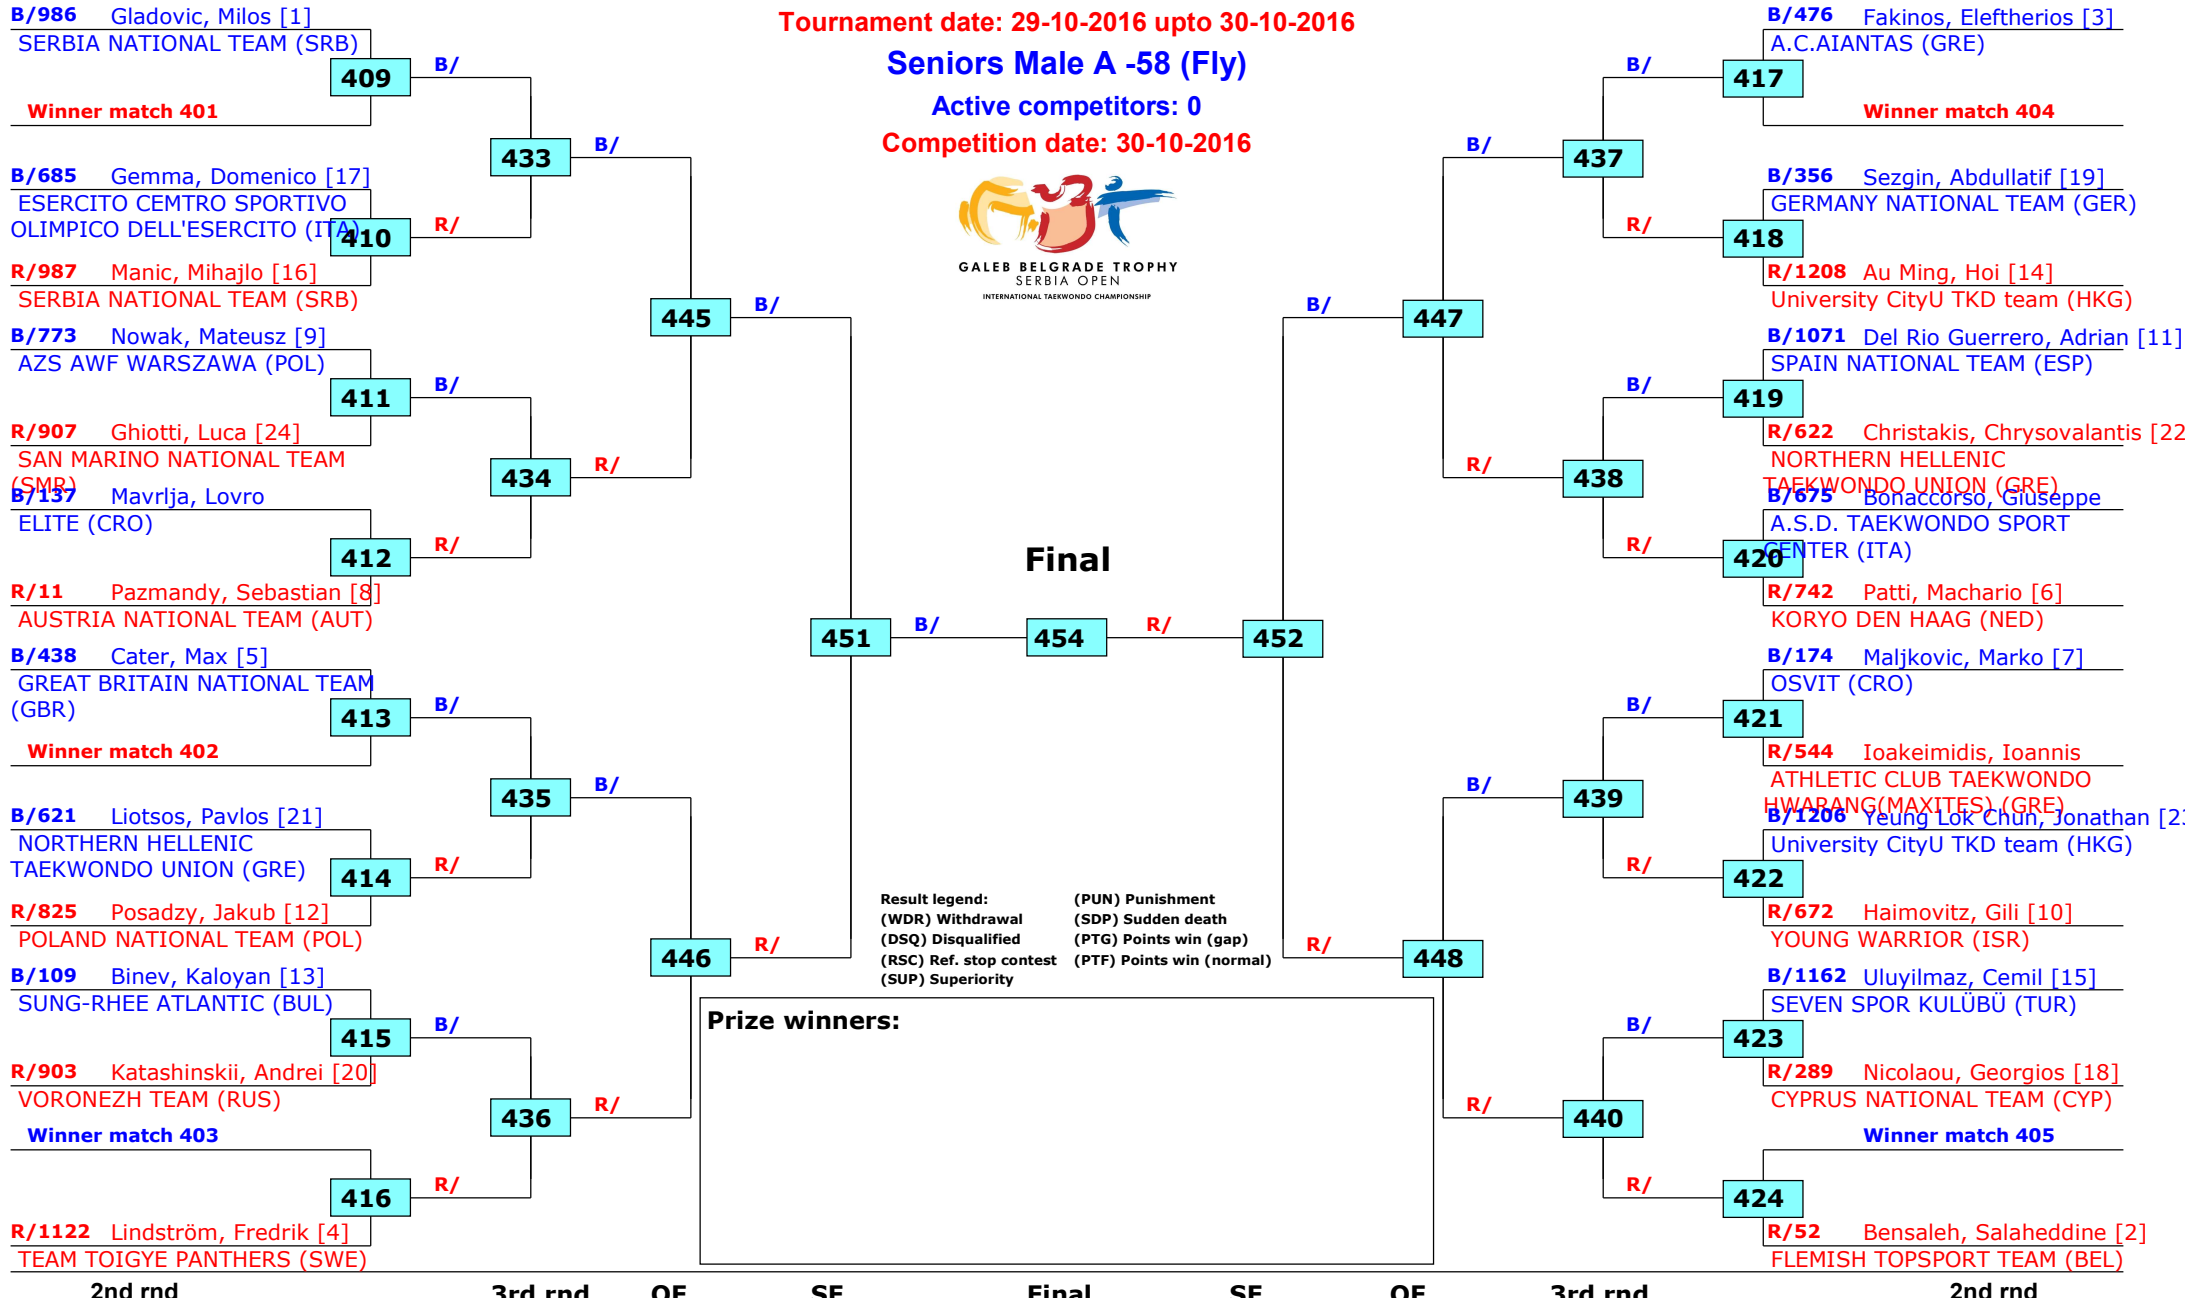 Tournament date: 29-10-2016 upto 30-10-2016
Seniors Male A -58 (Fly)
Active competitors: 0
Competition date: 30-10-2016
GALEB BELGRADE TROPHY
SERBIA OPEN
INTERNATIONAL TAEKWONDO CHAMPIONSHIP
B/986 Gladovic, Milos [1]
SERBIA NATIONAL TEAM (SRB)
409
Winner match 401
B/685 Gemma, Domenico [17]
ESERCITO CEMTRO SPORTIVO
OLIMPICO DELL'ESERCITO (ITA)
410
R/987 Manic, Mihajlo [16]
SERBIA NATIONAL TEAM (SRB)
B/773 Nowak, Mateusz [9]
AZS AWF WARSZAWA (POL)
411
R/907 Ghiotti, Luca [24]
SAN MARINO NATIONAL TEAM
(SMR)
B/137 Mavrlja, Lovro
ELITE (CRO)
412
R/11 Pazmandy, Sebastian [8]
AUSTRIA NATIONAL TEAM (AUT)
B/438 Cater, Max [5]
GREAT BRITAIN NATIONAL TEAM
(GBR)
413
Winner match 402
B/621 Liotsos, Pavlos [21]
NORTHERN HELLENIC
TAEKWONDO UNION (GRE)
414
R/825 Posadzy, Jakub [12]
POLAND NATIONAL TEAM (POL)
B/109 Binev, Kaloyan [13]
SUNG-RHEE ATLANTIC (BUL)
415
R/903 Katashinskii, Andrei [20]
VORONEZH TEAM (RUS)
Winner match 403
416
R/1122 Lindström, Fredrik [4]
TEAM TOIGYE PANTHERS (SWE)
B/
R/
B/
R/
B/
R/
B/
R/
433
434
435
436
B/
R/
B/
R/
445
446
B/
R/
451
B/
Final
454
R/
452
B/
R/
447
448
B/
R/
B/
R/
437
438
439
440
B/
R/
B/
R/
B/
R/
B/
R/
B/476 Fakinos, Eleftherios [3]
A.C.AIANTAS (GRE)
417
Winner match 404
B/356 Sezgin, Abdullatif [19]
GERMANY NATIONAL TEAM (GER)
418
R/1208 Au Ming, Hoi [14]
University CityU TKD team (HKG)
B/1071 Del Rio Guerrero, Adrian [11]
SPAIN NATIONAL TEAM (ESP)
419
R/622 Christakis, Chrysovalantis [22
NORTHERN HELLENIC
TAEKWONDO UNION (GRE)
B/675 Bonaccorso, Giuseppe
A.S.D. TAEKWONDO SPORT
CENTER (ITA)
420
R/742 Patti, Machario [6]
KORYO DEN HAAG (NED)
B/174 Maljkovic, Marko [7]
OSVIT (CRO)
421
R/544 Ioakeimidis, Ioannis
ATHLETIC CLUB TAEKWONDO
HWARANG(MAXITES) (GRE)
B/1206 Yeung Lok Chun, Jonathan [23
University CityU TKD team (HKG)
422
R/672 Haimovitz, Gili [10]
YOUNG WARRIOR (ISR)
B/1162 Uluyilmaz, Cemil [15]
SEVEN SPOR KULÜBÜ (TUR)
423
R/289 Nicolaou, Georgios [18]
CYPRUS NATIONAL TEAM (CYP)
Winner match 405
424
R/52 Bensaleh, Salaheddine [2]
FLEMISH TOPSPORT TEAM (BEL)
Result legend: (PUN) Punishment
(WDR) Withdrawal (SDP) Sudden death
(DSQ) Disqualified (PTG) Points win (gap)
(RSC) Ref. stop contest (PTF) Points win (normal)
(SUP) Superiority
Prize winners:
2nd rnd 3rd rnd QF SF Final SF QF 3rd rnd 2nd rnd